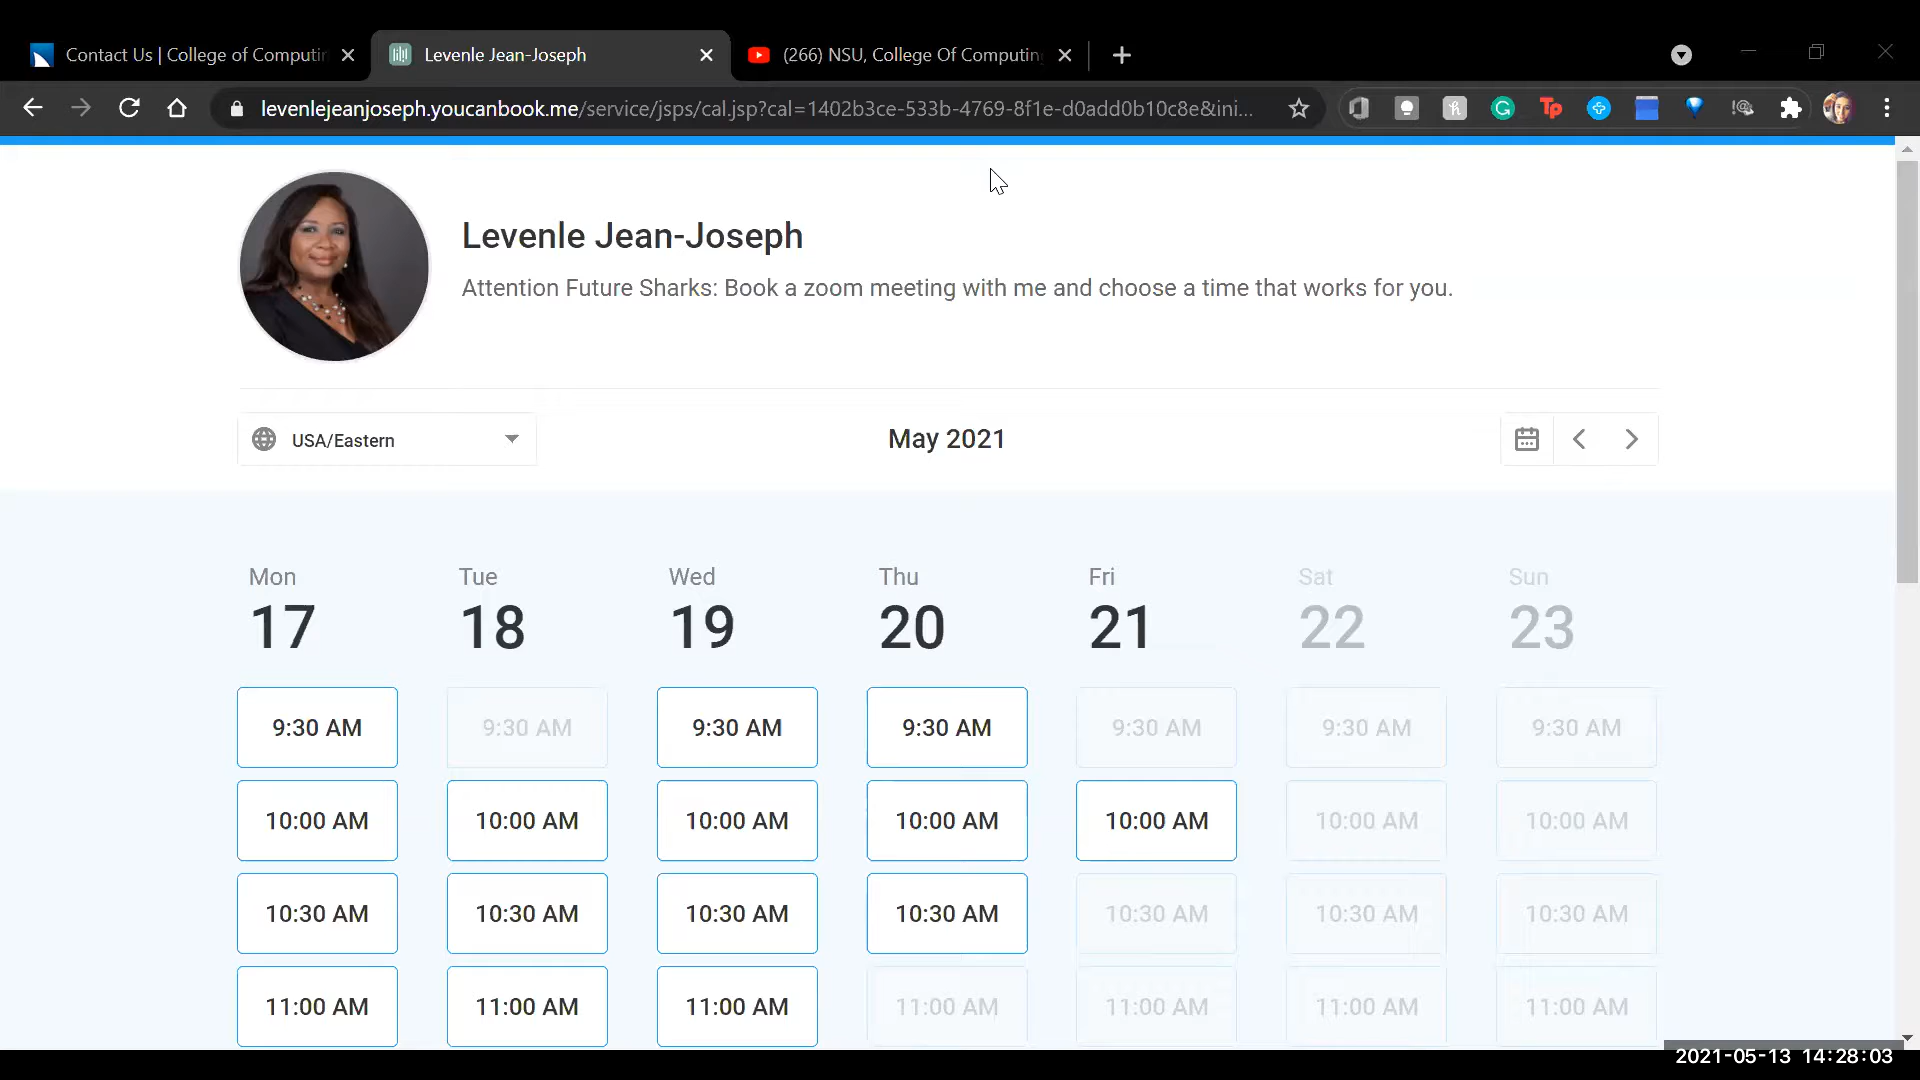 Contact Us | College of Computin
Levenle Jean-Joseph
(266) NSU, College Of Computing
levenlejeanjoseph.youcanbook.me/service/jsps/cal.jsp?cal=1402b3ce-533b-4769-8f1e-d0add0b10c8e&ini...
Levenle Jean-Joseph
Attention Future Sharks: Book a zoom meeting with me and choose a time that works for you.
USA/Eastern
May 2021
Mon Tue Wed Thu Fri Sat Sun
17 18 19 20 21 22 23
9:30 AM 9:30 AM 9:30 AM 9:30 AM 9:30 AM 9:30 AM 9:30 AM
10:00 AM 10:00 AM 10:00 AM 10:00 AM 10:00 AM 10:00 AM 10:00 AM
10:30 AM 10:30 AM 10:30 AM 10:30 AM 10:30 AM 10:30 AM 10:30 AM
11:00 AM 11:00 AM 11:00 AM 11:00 AM 11:00 AM 11:00 AM 11:00 AM
2021-05-13 14:28:03